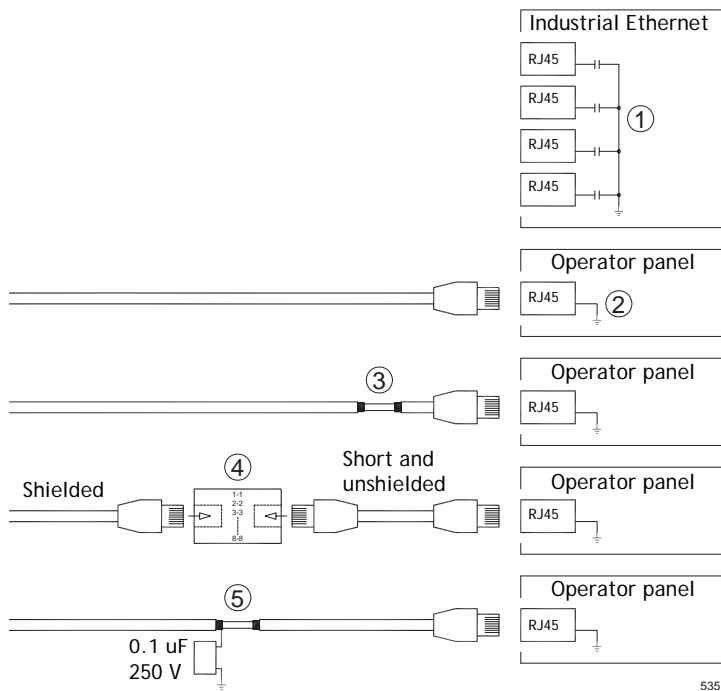 Industrial Ethernet
RJ45
RJ45
1
RJ45
RJ45
Operator panel
RJ45
2
Operator panel
3
RJ45
Operator panel
4
Short and
unshielded
Shielded
1-1
2-2
3-3
8-8
RJ45
Operator panel
5
RJ45
0.1 uF
250 V
535